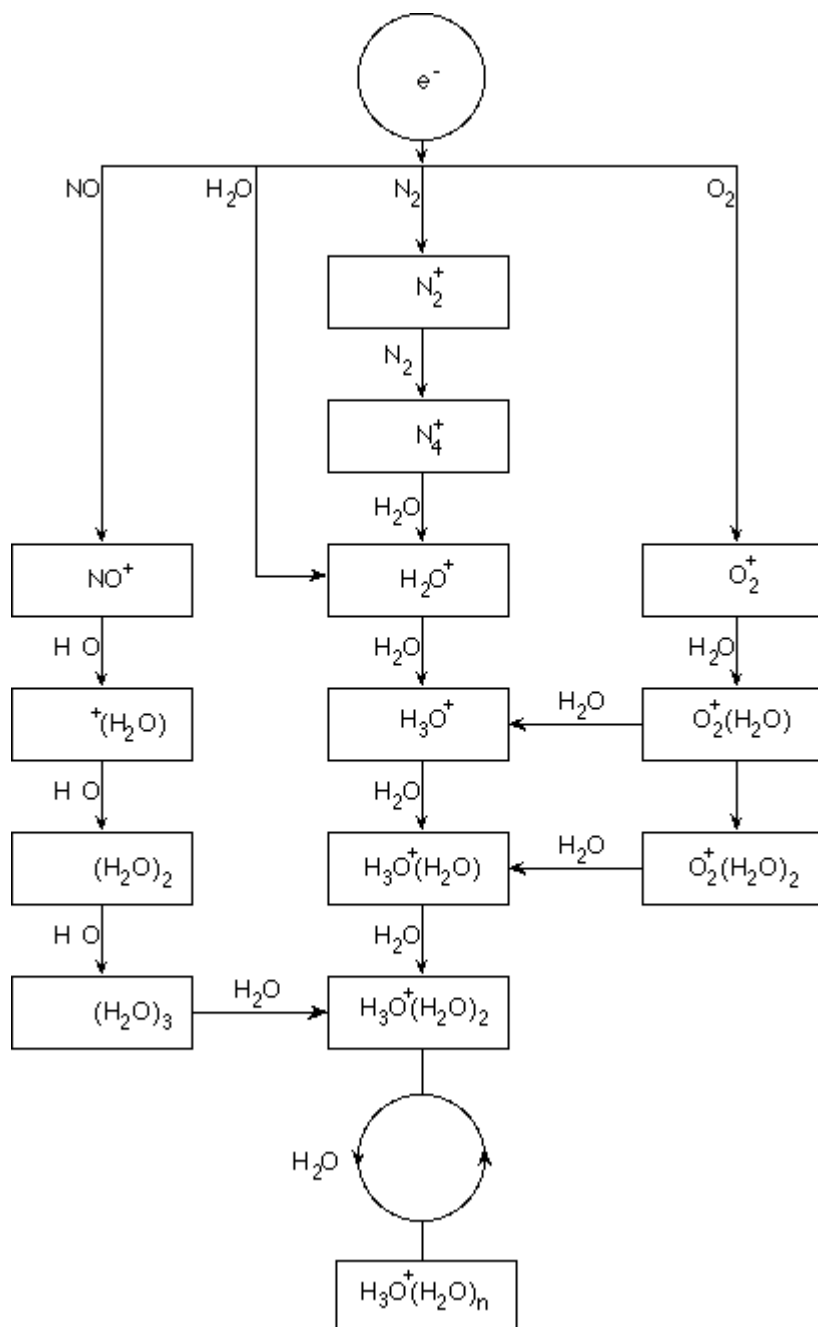 e⁻
NO H₂O N₂ O₂
N₂⁺
N₂
N₄⁺
H₂O
NO⁺ H₂O⁺ O₂⁺
H O H₂O H₂O
⁺(H₂O) H₃O⁺ H₂O O₂⁺(H₂O)
H O H₂O
(H₂O)₂ H₃O⁺(H₂O) H₂O O₂⁺(H₂O)₂
H O H₂O
(H₂O)₃ H₂O H₃O⁺(H₂O)₂
H₂O
H₃O⁺(H₂O)ₙ